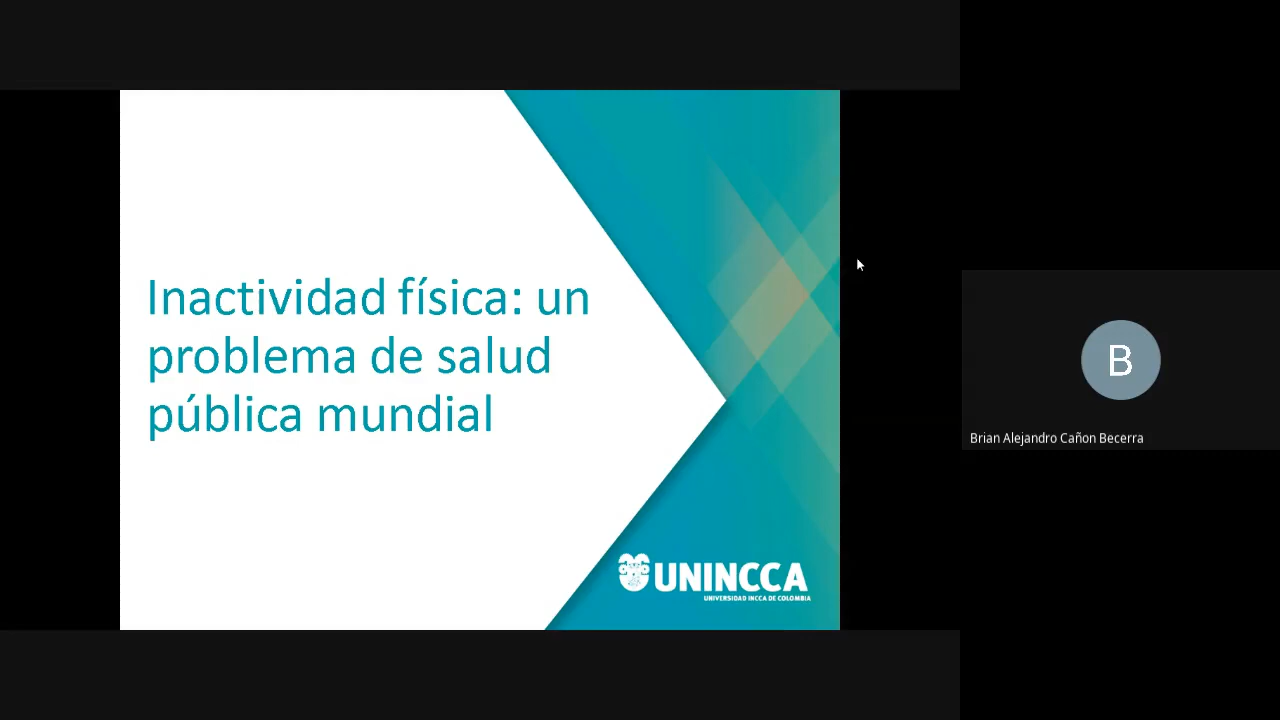 Inactividad física: un
problema de salud
pública mundial
UNINCCA
UNIVERSIDAD INCCA DE COLOMBIA
B
Brian Alejandro Cañon Becerra